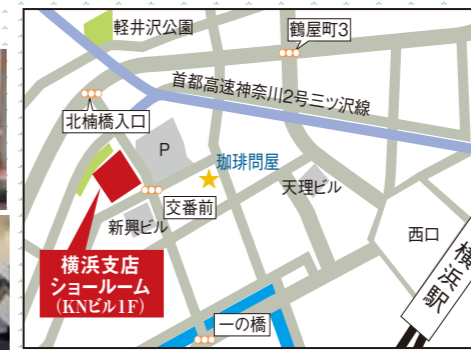 軽井沢公園
鶴屋町3
首都高速神奈川2号三ツ沢線
北楠橋入口
P
珈琲問屋
天理ビル
交番前
新興ビル
西口
横浜駅
横浜支店
ショールーム
(KNビル1F)
一の橋